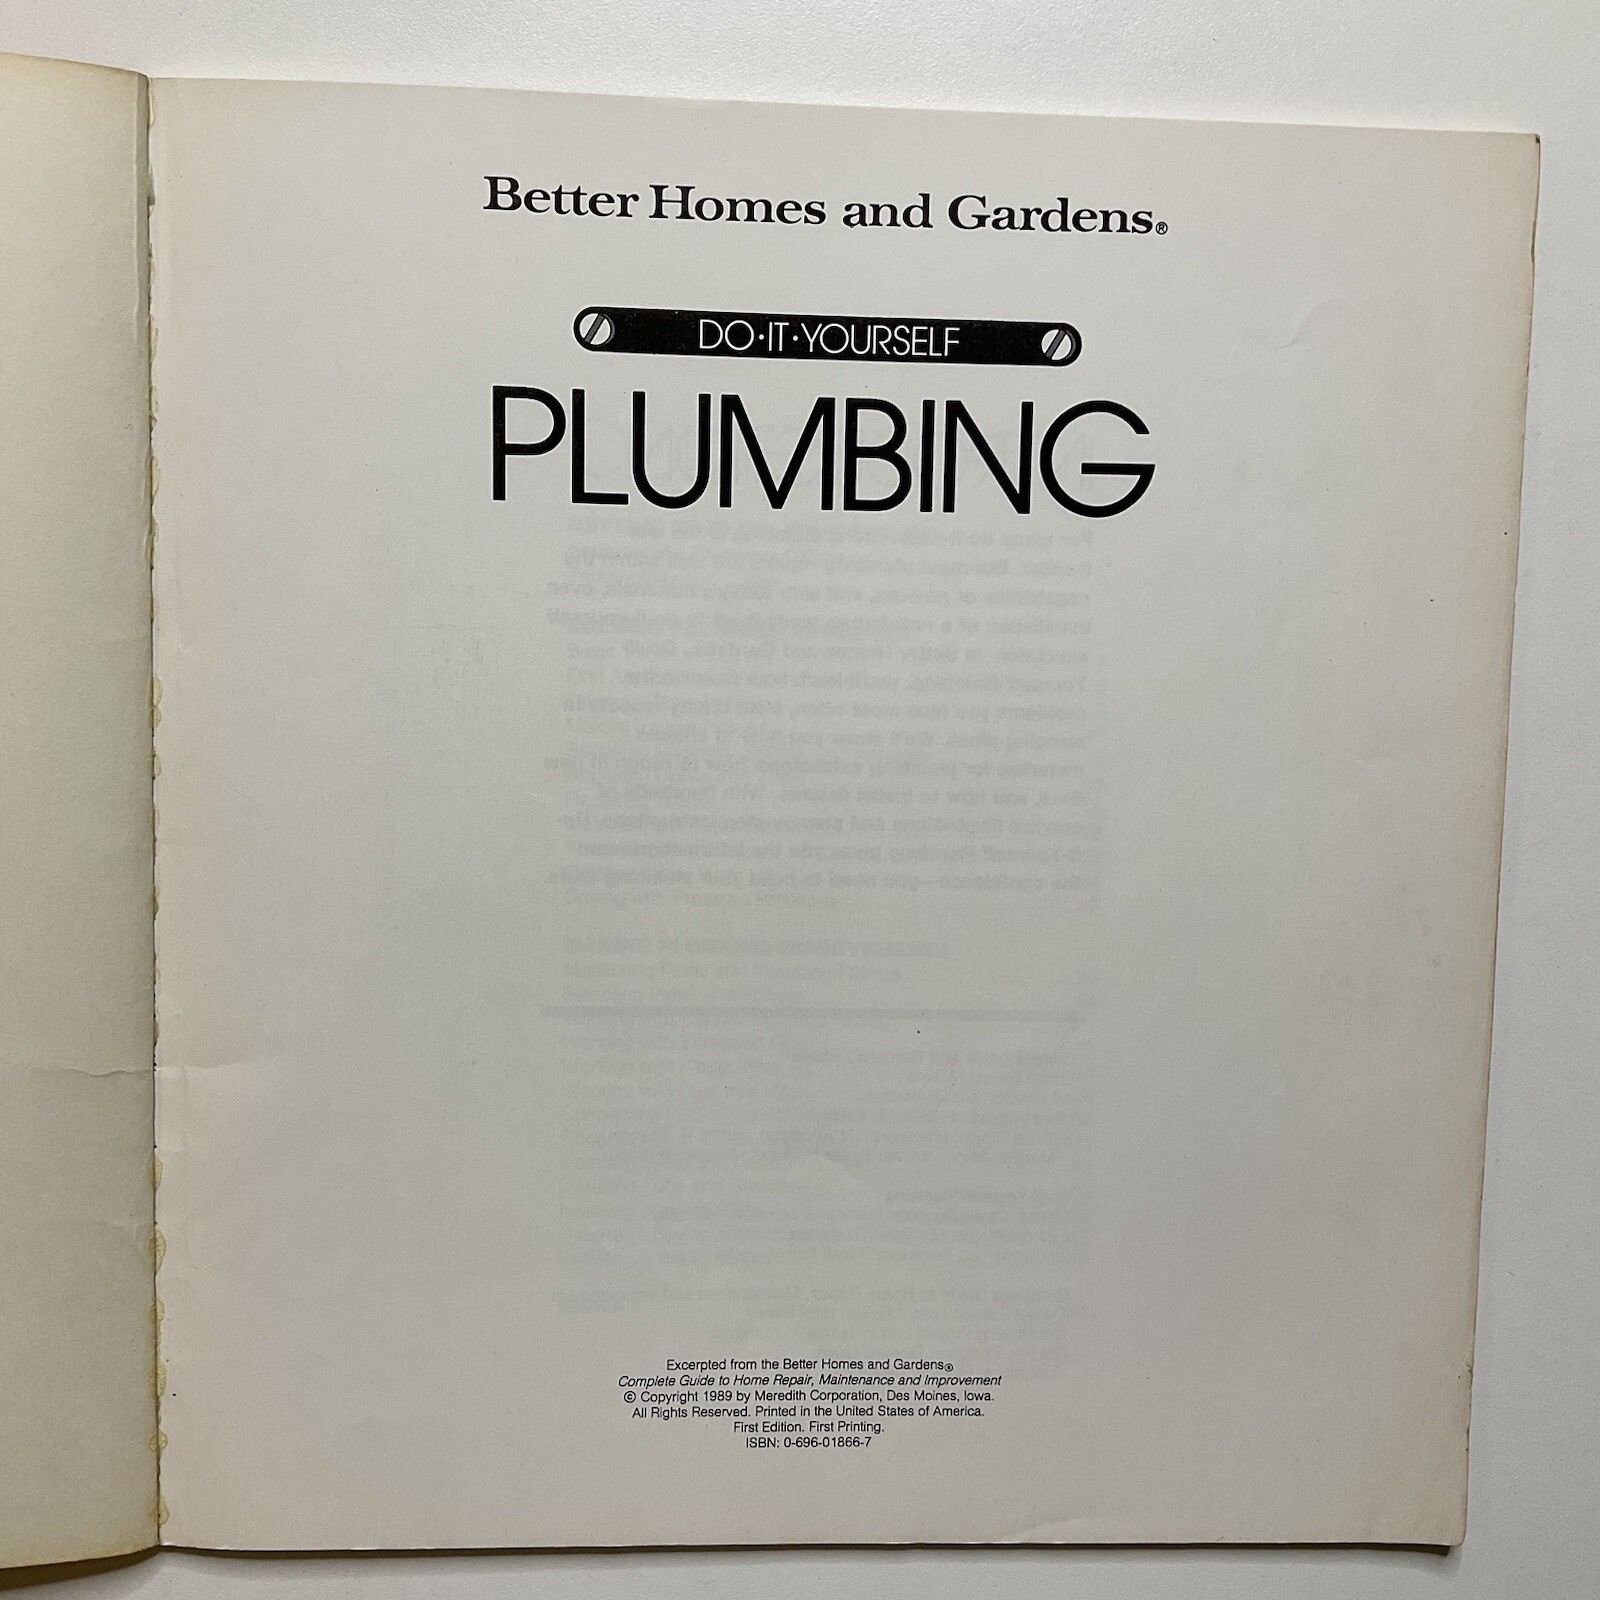 Better Homes and Gardens®
DO·IT·YOURSELF
PLUMBING
Excerpted from the Better Homes and Gardens®
Complete Guide to Home Repair, Maintenance and Improvement
© Copyright 1989 by Meredith Corporation, Des Moines, Iowa.
All Rights Reserved. Printed in the United States of America.
First Edition. First Printing.
ISBN: 0-696-01866-7